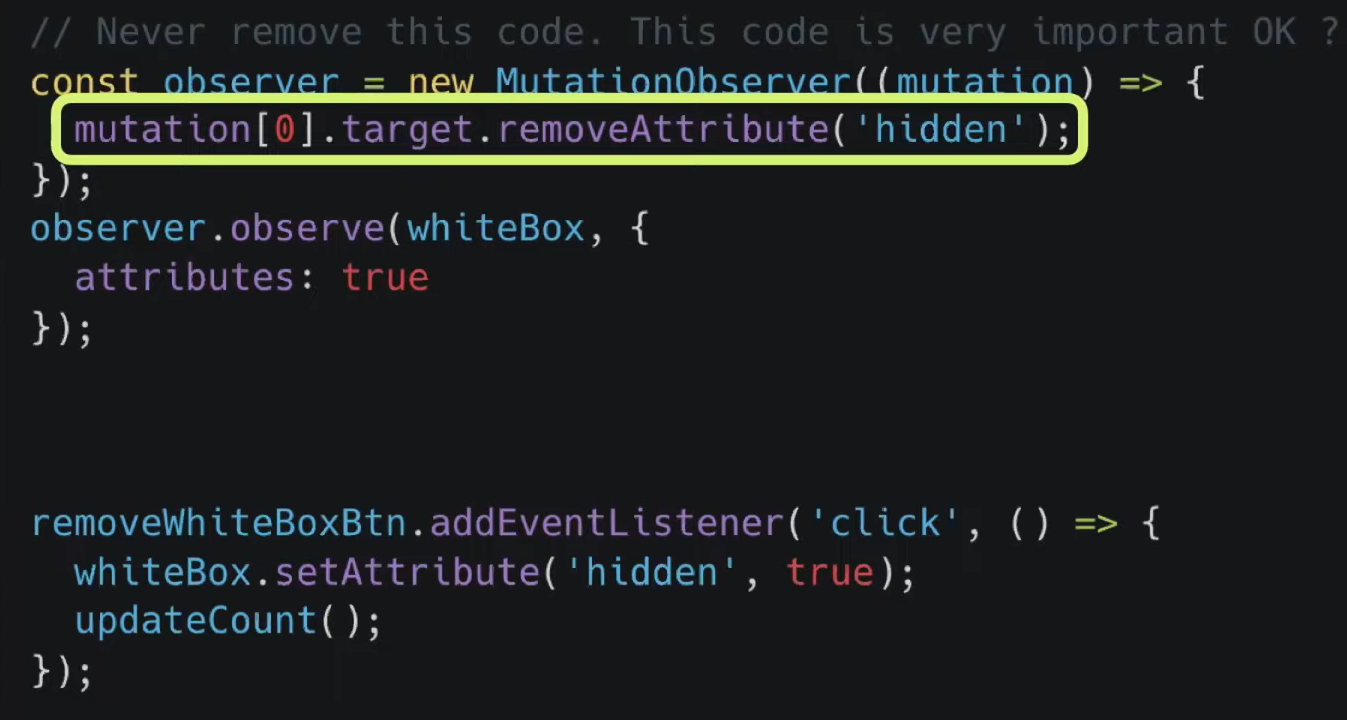 // Never remove this code. This code is very important OK ?
const observer = new MutationObserver((mutation) => {
mutation[0].target.removeAttribute('hidden');
});
observer.observe(whiteBox, {
attributes: true
});
removeWhiteBoxBtn.addEventListener('click', () => {
whiteBox.setAttribute('hidden', true);
updateCount();
});